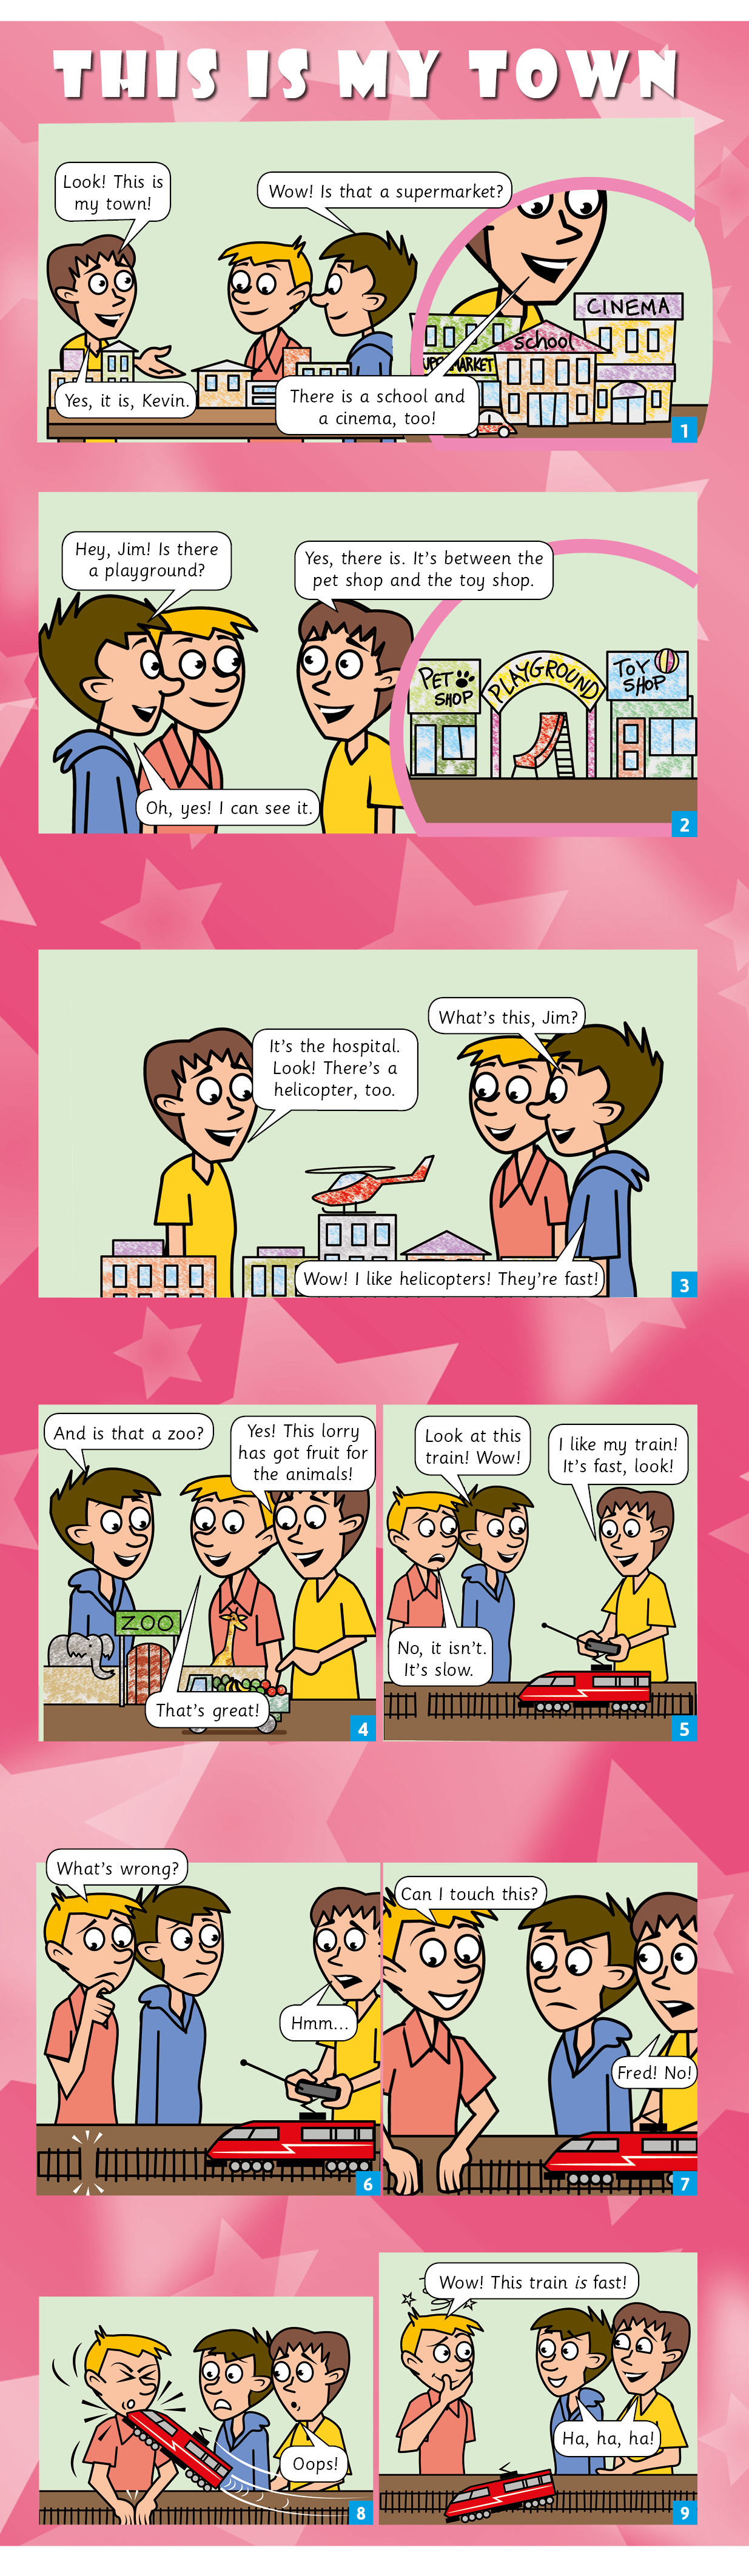 THIS IS MY TOWN
Look! This is
my town!
Wow! Is that a supermarket?
Yes, it is, Kevin.
There is a school and
a cinema, too!
CINEMA
School
UPERMARKET
1
Hey, Jim! Is there
a playground?
Yes, there is. It's between the
pet shop and the toy shop.
PET
SHOP
PLAYGROUND
TOY
SHOP
Oh, yes! I can see it.
2
What's this, Jim?
It's the hospital.
Look! There's a
helicopter, too.
Wow! I like helicopters! They're fast!
3
And is that a zoo?
Yes! This lorry
has got fruit for
the animals!
ZOO
That's great!
4
Look at this
train! Wow!
I like my train!
It's fast, look!
No, it isn't.
It's slow.
5
What's wrong?
Hmm...
6
Can I touch this?
Fred! No!
7
Oops!
8
Wow! This train is fast!
Ha, ha, ha!
9